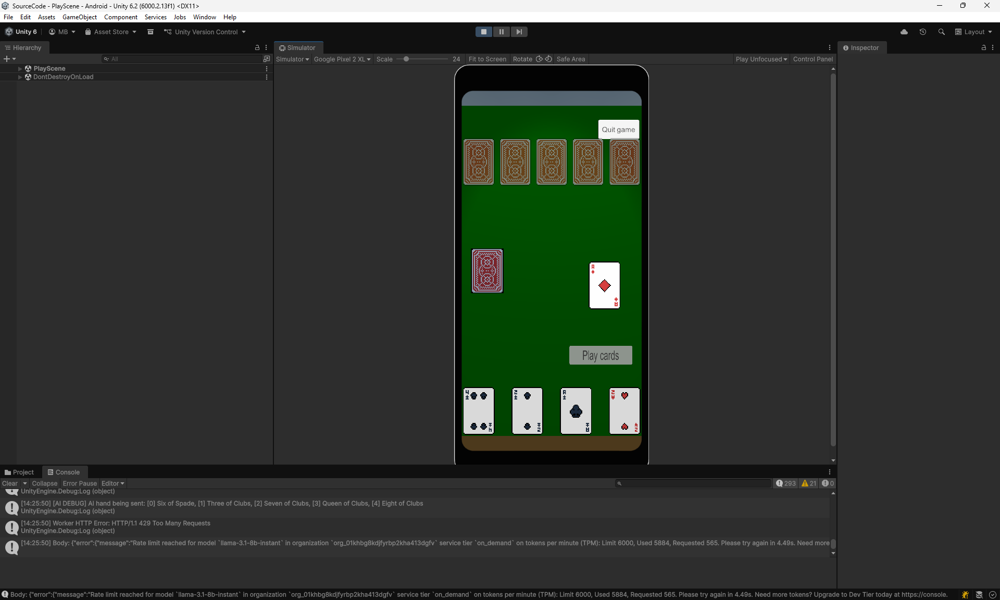 SourceCode - PlayScene - Android - Unity 6.2 (6000.2.13f1) <DX11>
File Edit Assets GameObject Component Services Jobs Window Help
Unity 6 MB Asset Store Unity Version Control Layout
Hierarchy
All
PlayScene
DontDestroyOnLoad
Simulator
Simulator Google Pixel 2 XL Scale 24 Fit to Screen Rotate Safe Area Play Unfocused Control Panel
Inspector
Quit game
A
A
Play cards
4 2 A 2
4 2 A 2
Project Console
Clear Collapse Error Pause Editor 293 21 0
UnityEngine.Debug:Log (object)
[14:25:50] [AI DEBUG] AI hand being sent: [0] Six of Spade, [1] Three of Clubs, [2] Seven of Clubs, [3] Queen of Clubs, [4] Eight of Clubs
UnityEngine.Debug:Log (object)
[14:25:50] Worker HTTP Error: HTTP/1.1 429 Too Many Requests
UnityEngine.Debug:Log (object)
[14:25:50] Body: {"error":{"message":"Rate limit reached for model `llama-3.1-8b-instant` in organization `org_01khbg8kdjfyrbp2kha413dgfv` service tier `on_demand` on tokens per minute (TPM): Limit 6000, Used 5884, Requested 565. Please try again in 4.49s. Need more
Body: {"error":{"message":"Rate limit reached for model `llama-3.1-8b-instant` in organization `org_01khbg8kdjfyrbp2kha413dgfv` service tier `on_demand` on tokens per minute (TPM): Limit 6000, Used 5884, Requested 565. Please try again in 4.49s. Need more tokens? Upgrade to Dev Tier today at https://console.